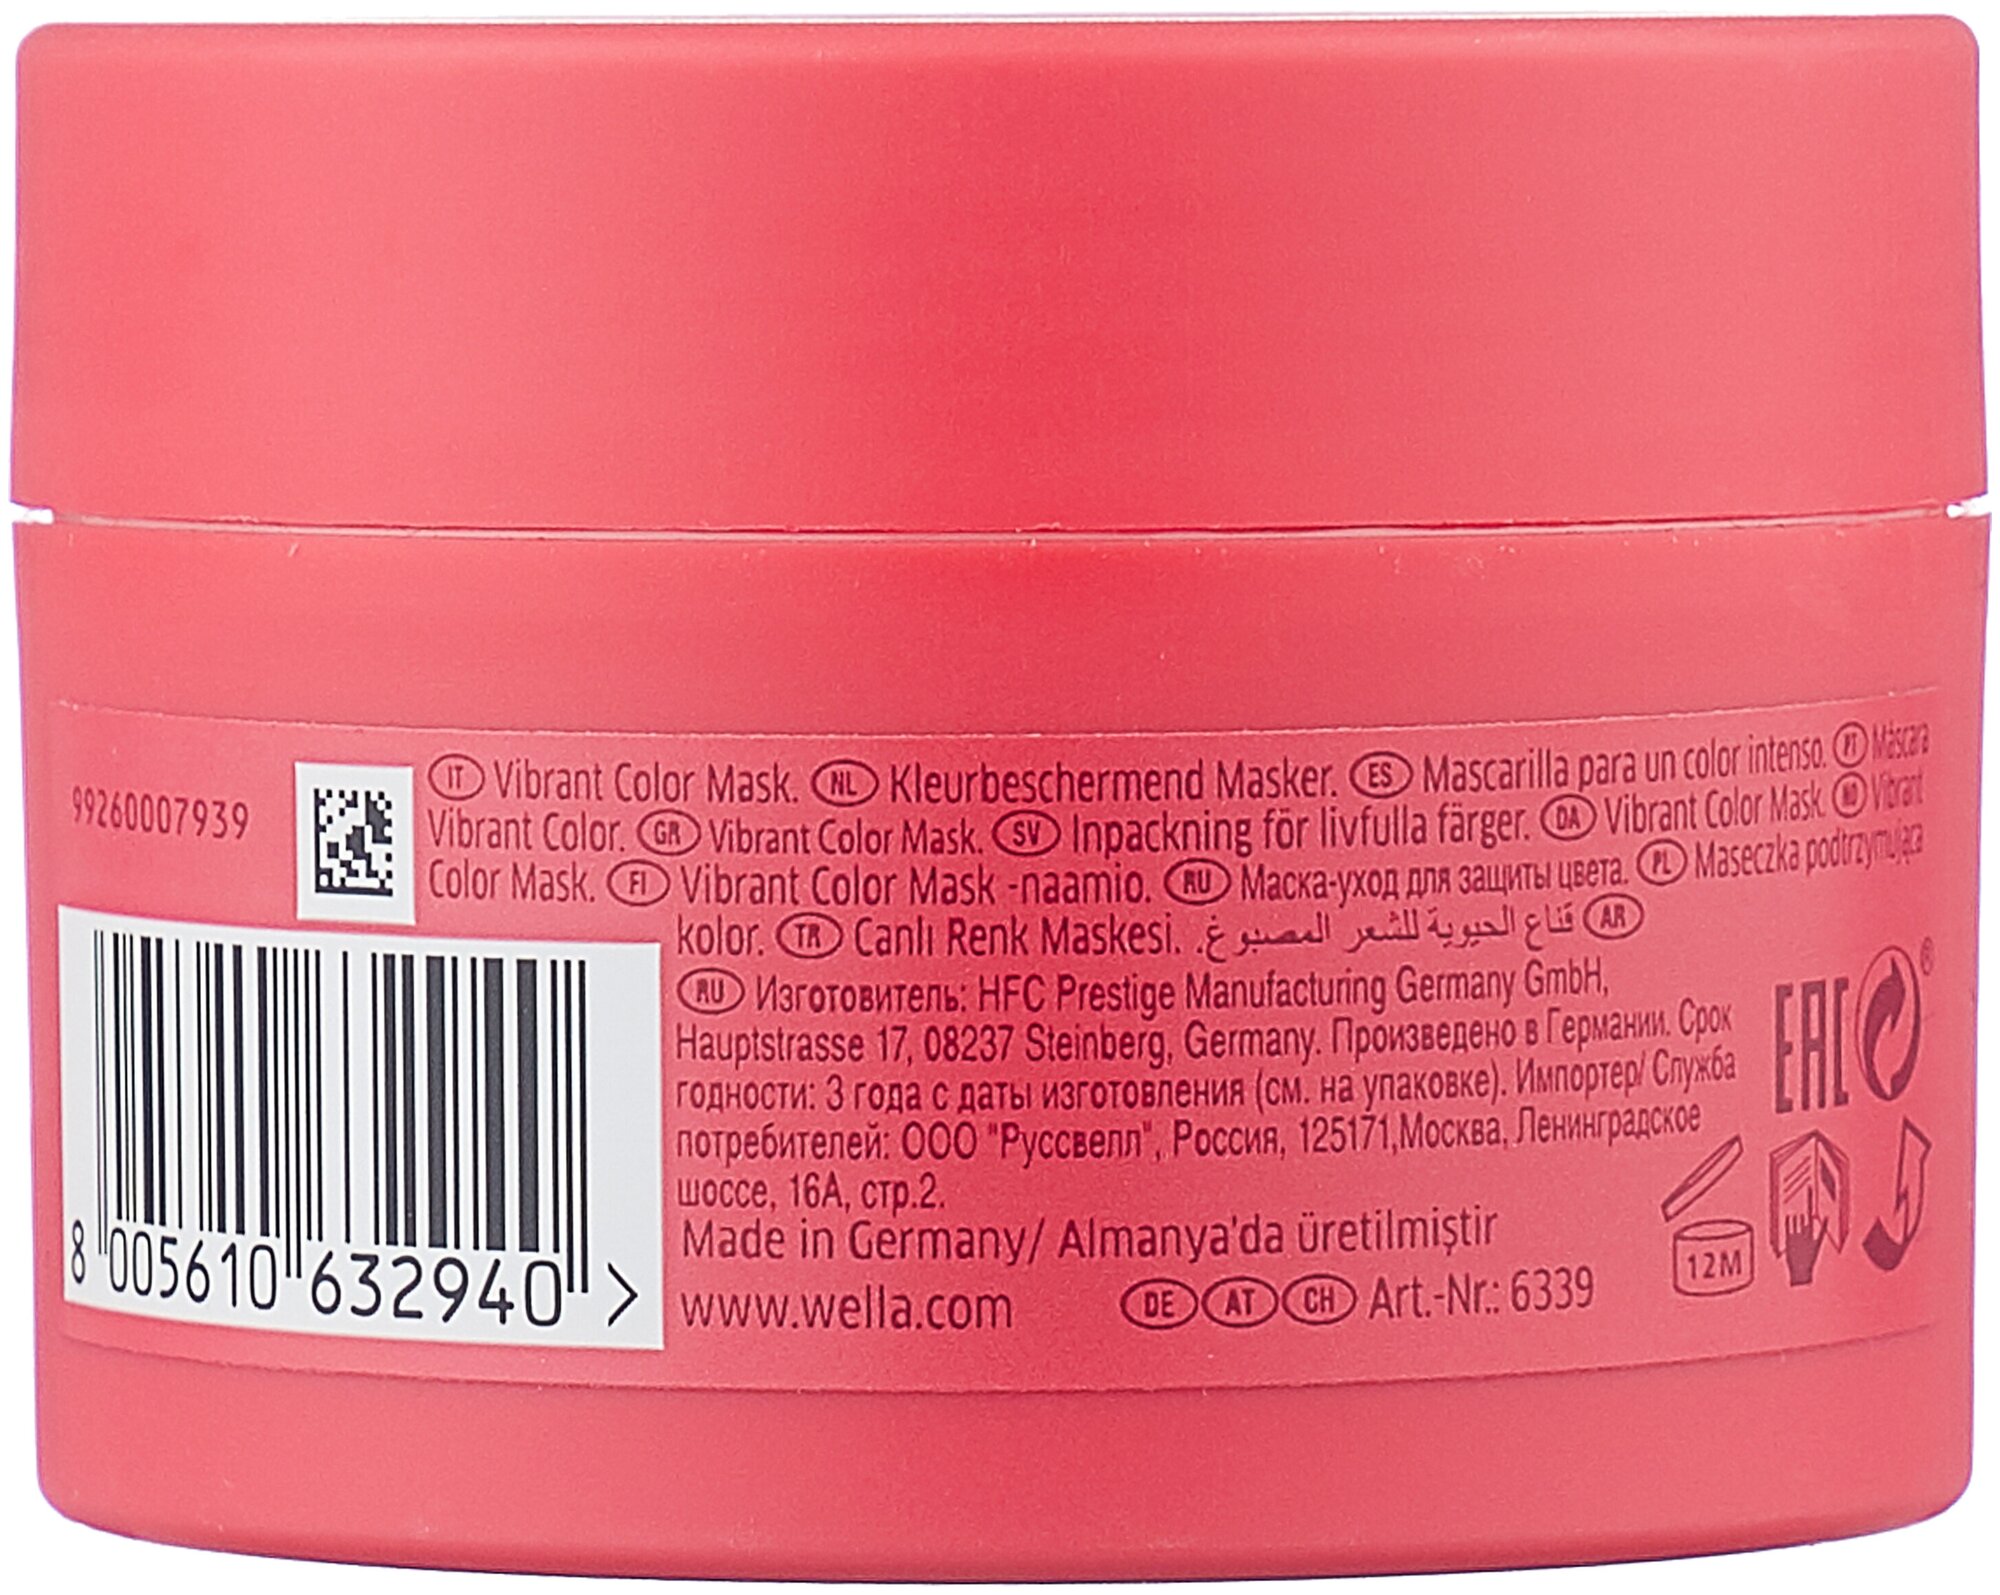 99260007939
IT Vibrant Color Mask. NL Kleurbeschermend Masker. ES Mascarilla para un color intenso. PT Máscara
Vibrant Color. GR Vibrant Color Mask. SV Inpackning för livfulla färger. DA Vibrant Color Mask. NO Vibrant
Color Mask. FI Vibrant Color Mask -naamio. RU Маска-уход для защиты цвета. PL Maseczka podtrzymująca
kolor. TR Canlı Renk Maskesi. قناع الحيوية للشعر المصبوغ. AR
RU Изготовитель: HFC Prestige Manufacturing Germany GmbH,
Hauptstrasse 17, 08237 Steinberg, Germany. Произведено в Германии. Срок
годности: 3 года с даты изготовления (см. на упаковке). Импортер/ Служба
потребителей: ООО "Руссвелл", Россия, 125171,Москва, Ленинградское
шоссе, 16А, стр.2.
Made in Germany/ Almanya'da üretilmiştir
www.wella.com DE AT CH Art.-Nr.: 6339
EAC ®
12M
8 005610 632940 >